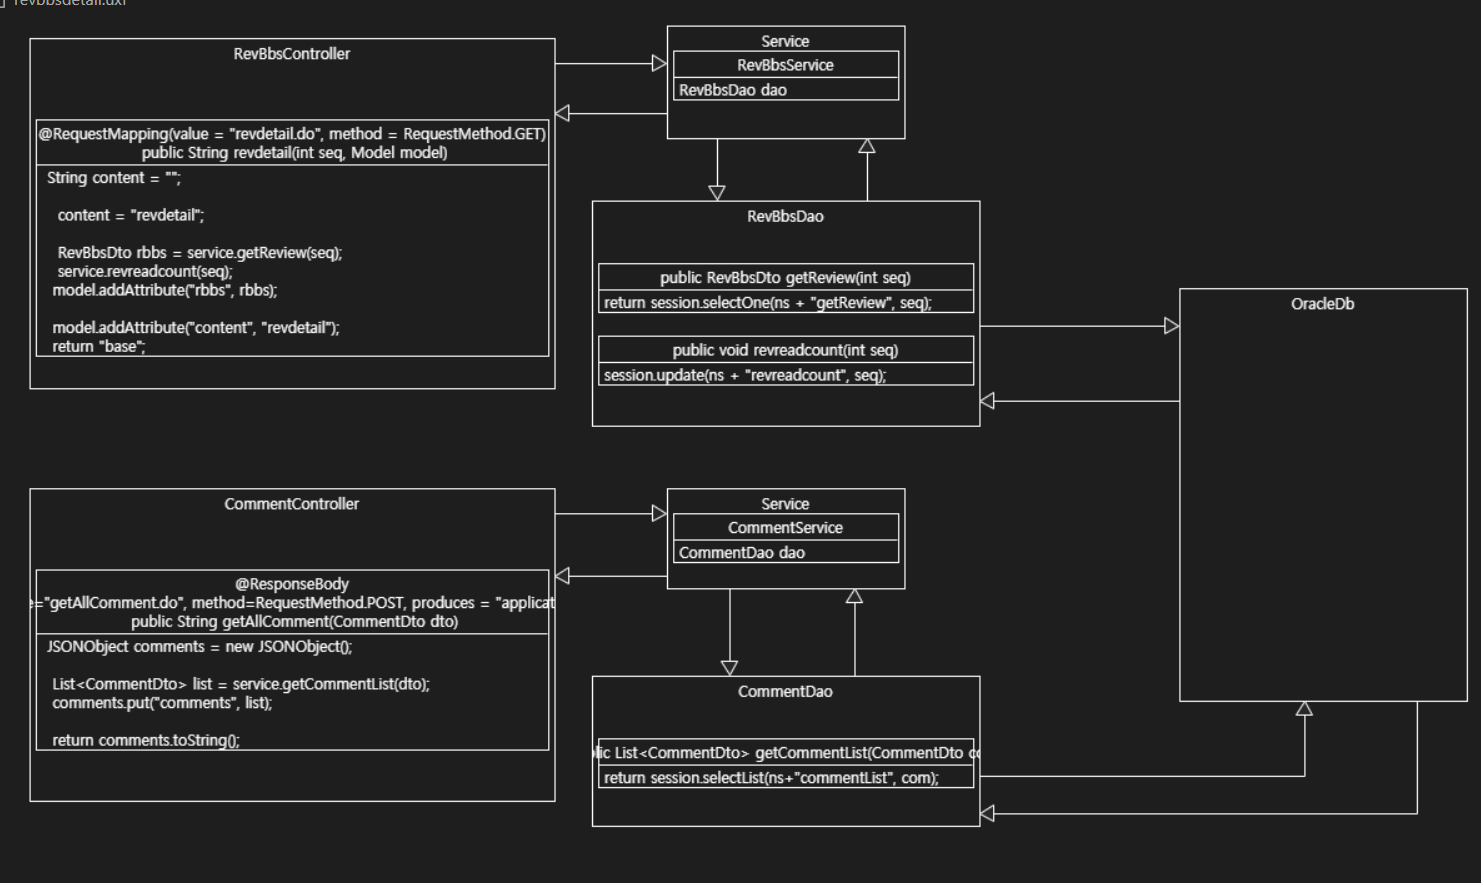 revbbsdetail.uxf
RevBbsController
@RequestMapping(value = "revdetail.do", method = RequestMethod.GET)
public String revdetail(int seq, Model model)
String content = "";
content = "revdetail";
RevBbsDto rbbs = service.getReview(seq);
service.revreadcount(seq);
model.addAttribute("rbbs", rbbs);
model.addAttribute("content", "revdetail");
return "base";
Service
RevBbsService
RevBbsDao dao
RevBbsDao
public RevBbsDto getReview(int seq)
return session.selectOne(ns + "getReview", seq);
public void revreadcount(int seq)
session.update(ns + "revreadcount", seq);
OracleDb
CommentController
@ResponseBody
="getAllComment.do", method=RequestMethod.POST, produces = "applicat
public String getAllComment(CommentDto dto)
JSONObject comments = new JSONObject();
List<CommentDto> list = service.getCommentList(dto);
comments.put("comments", list);
return comments.toString();
Service
CommentService
CommentDao dao
CommentDao
lic List<CommentDto> getCommentList(CommentDto co
return session.selectList(ns+"commentList", com);